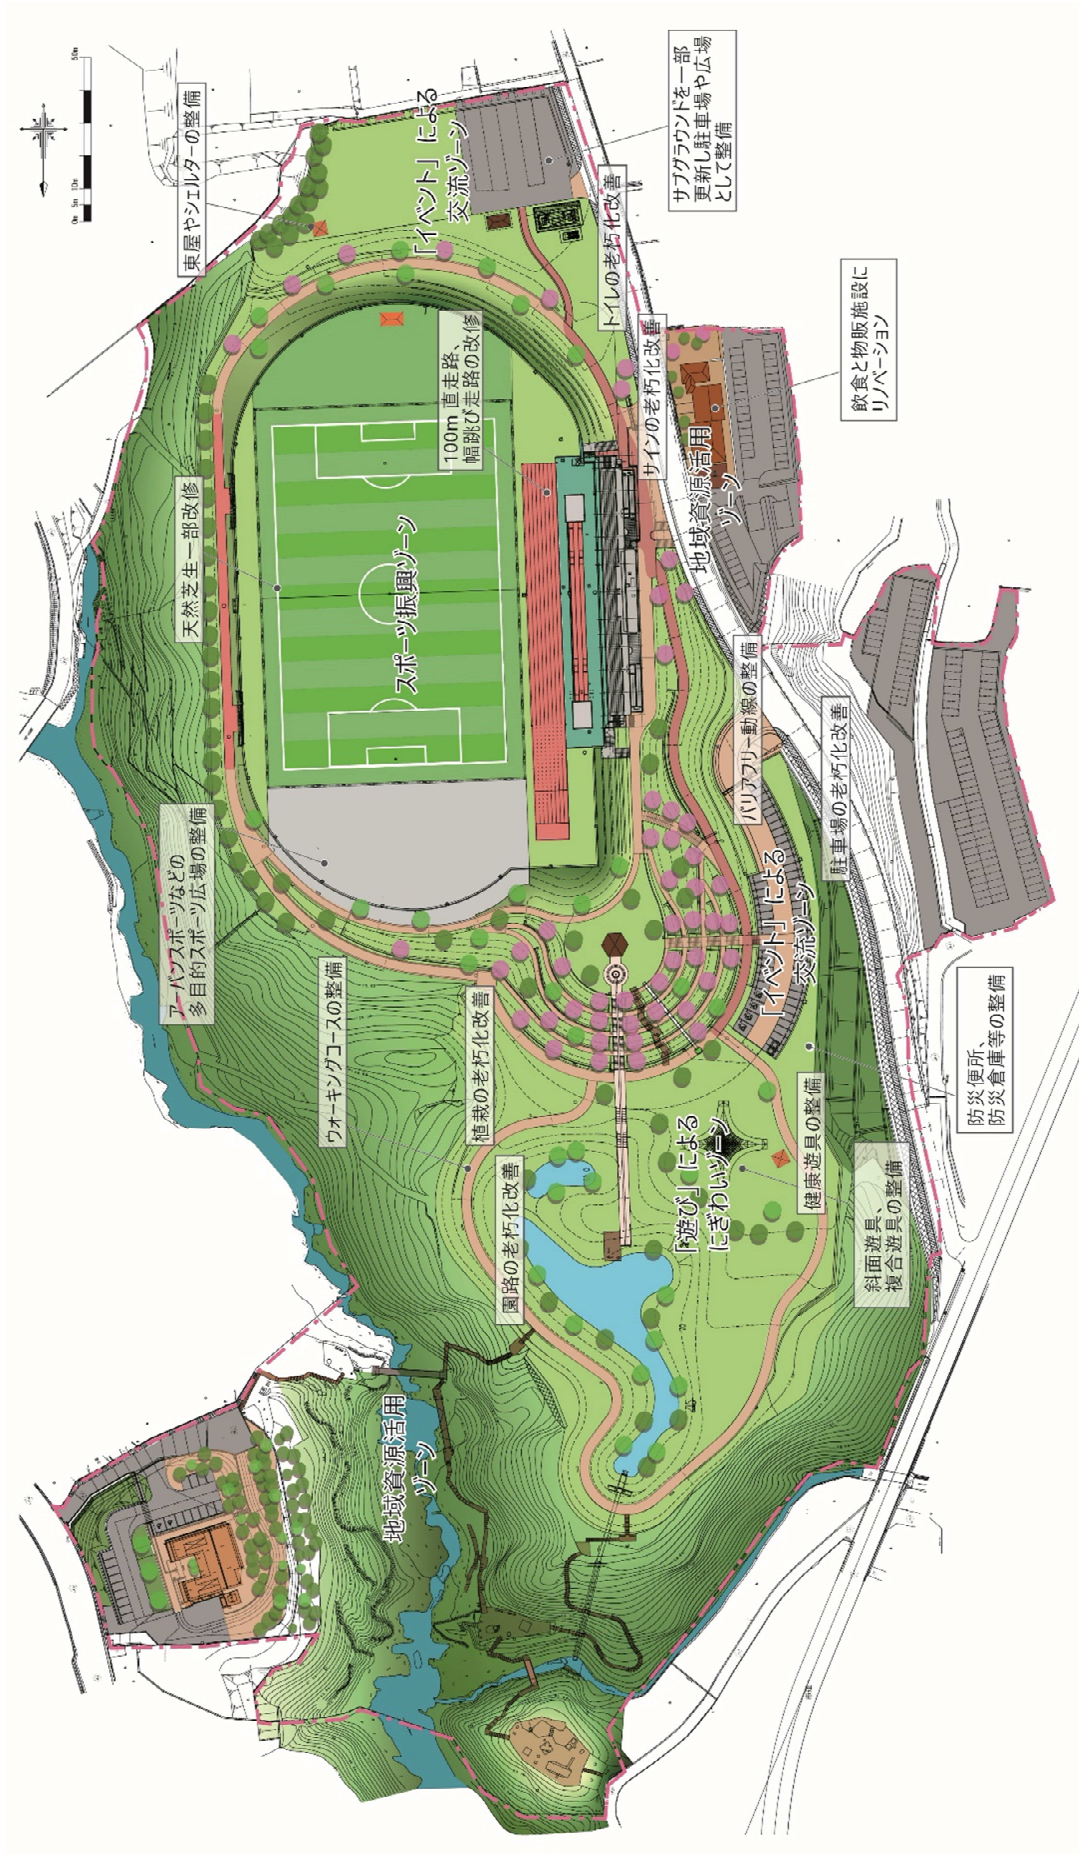 東屋やシェルターの整備
「イベント」による
交流ゾーン
サブグラウンドを一部
更新し駐車場や広場
として整備
トイレの老朽化改善
100m 直走路、
幅跳び走路の改修
サインの老朽化改善
飲食と物販施設に
リノベーション
地域資源活用
ゾーン
天然芝生一部改修
スポーツ振興ゾーン
バリアフリー動線の整備
駐車場の老朽化改善
アーバンスポーツなどの
多目的スポーツ広場の整備
「イベント」による
交流ゾーン
ウォーキングコースの整備
植栽の老朽化改善
防災便所、
防災倉庫等の整備
健康遊具の整備
「遊び」による
にぎわいゾーン
園路の老朽化改善
斜面遊具、
複合遊具の整備
地域資源活用
ゾーン
0m 5m 10m 50m